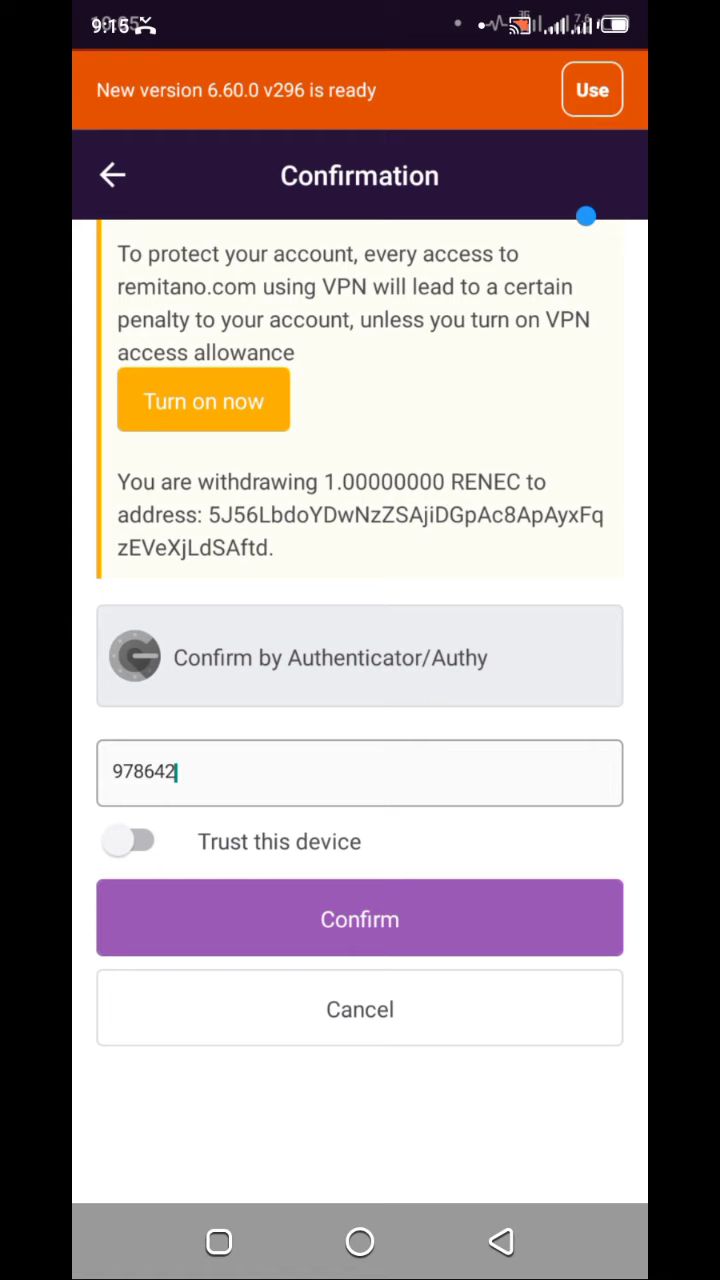 9:15
New version 6.60.0 v296 is ready
Use
Confirmation
To protect your account, every access to
remitano.com using VPN will lead to a certain
penalty to your account, unless you turn on VPN
access allowance
Turn on now
You are withdrawing 1.00000000 RENEC to
address: 5J56LbdoYDwNzZSAjiDGpAc8ApAyxFq
zEVeXjLdSAftd.
Confirm by Authenticator/Authy
978642
Trust this device
Confirm
Cancel